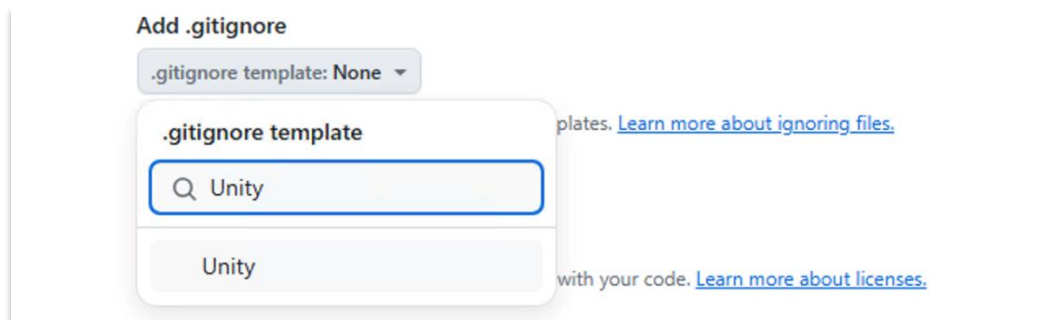 Add .gitignore
.gitignore template: None
.gitignore template
plates. Learn more about ignoring files.
Unity
Unity
with your code. Learn more about licenses.